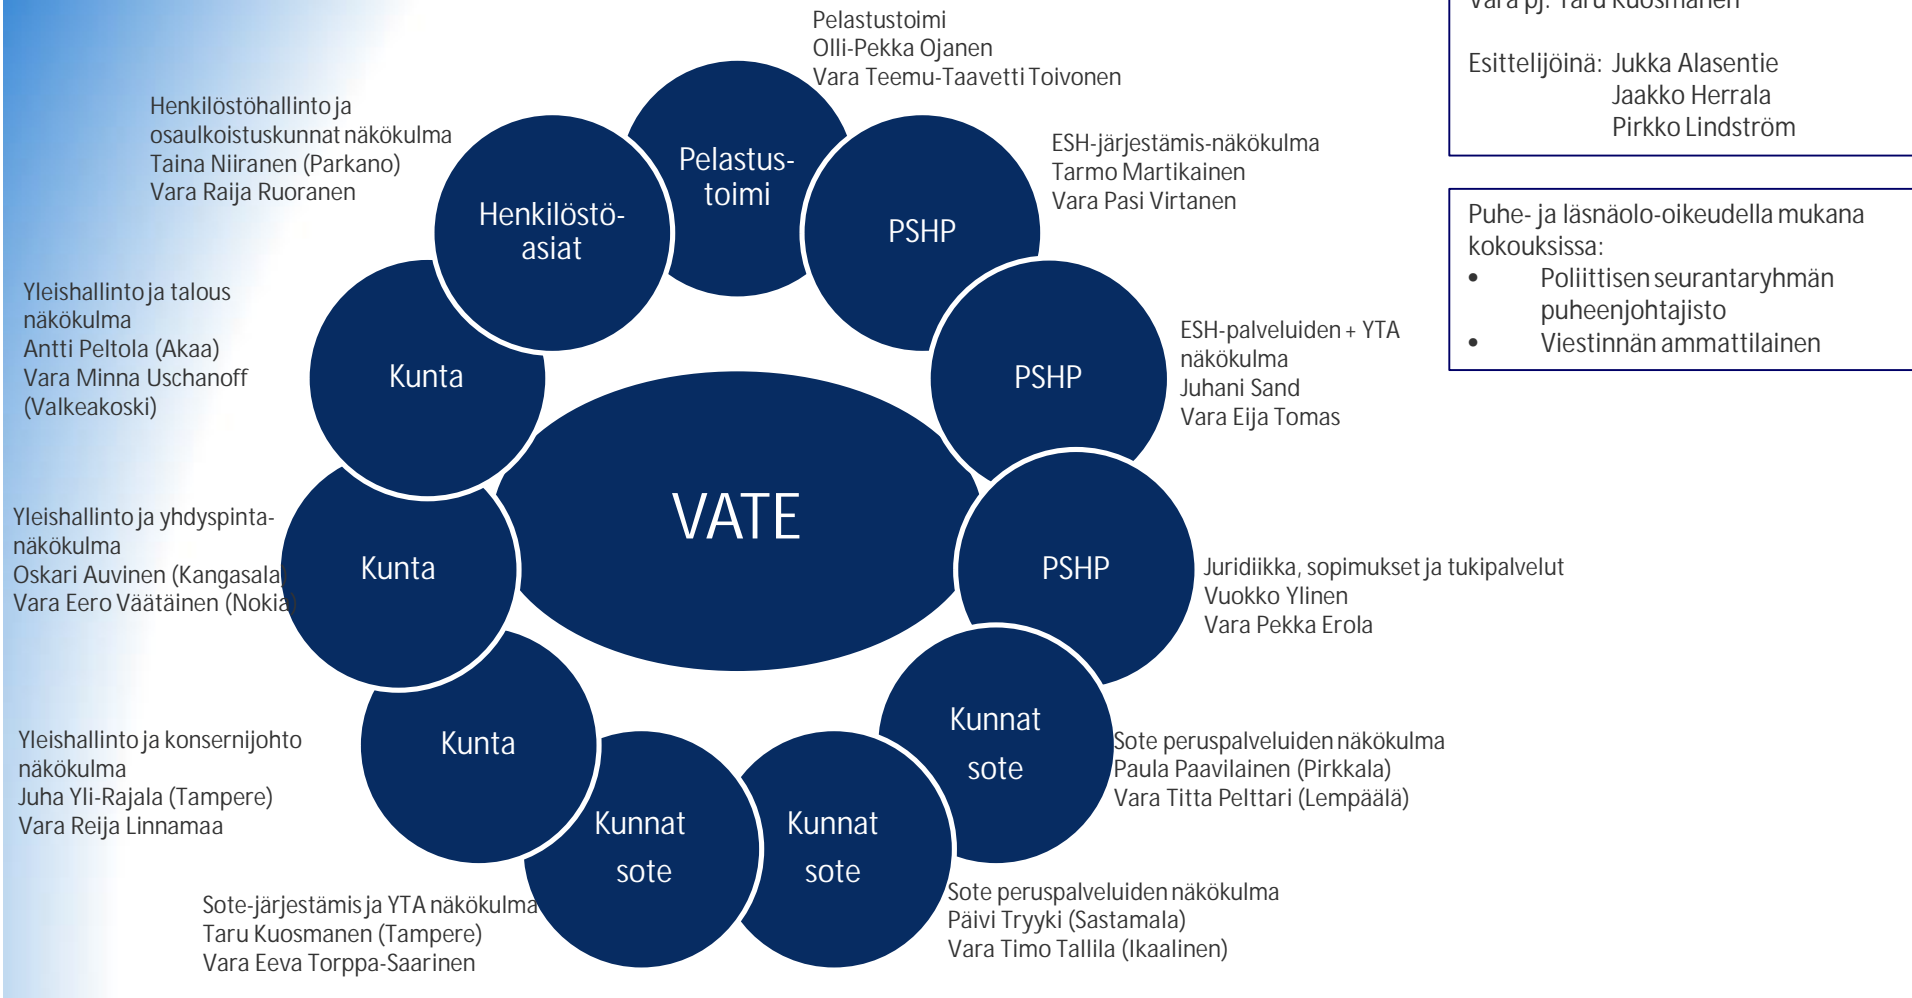 Pelastustoimi
Olli-Pekka Ojanen
Vara Teemu-Taavetti Toivonen
Vara pj. Taru Kuosmanen
Esittelijöinä: Jukka Alasentie
Jaakko Herrala
Pirkko Lindström
Henkilöstöhallinto ja
osaulkoistuskunnat näkökulma
Taina Niiranen (Parkano)
Vara Raija Ruoranen
Pelastus-
toimi
ESH-järjestämis-näkökulma
Tarmo Martikainen
Vara Pasi Virtanen
Henkilöstö-
asiat
PSHP
Puhe- ja läsnäolo-oikeudella mukana
kokouksissa:
• Poliittisen seurantaryhmän
puheenjohtajisto
• Viestinnän ammattilainen
Yleishallinto ja talous
näkökulma
Antti Peltola (Akaa)
Vara Minna Uschanoff
(Valkeakoski)
Kunta
PSHP
ESH-palveluiden + YTA
näkökulma
Juhani Sand
Vara Eija Tomas
VATE
Yleishallinto ja yhdyspinta-
näkökulma
Oskari Auvinen (Kangasala)
Vara Eero Väätäinen (Nokia)
Kunta
PSHP
Juridiikka, sopimukset ja tukipalvelut
Vuokko Ylinen
Vara Pekka Erola
Yleishallinto ja konsernijohto
näkökulma
Juha Yli-Rajala (Tampere)
Vara Reija Linnamaa
Kunta
Kunnat
sote
Sote peruspalveluiden näkökulma
Paula Paavilainen (Pirkkala)
Vara Titta Pelttari (Lempäälä)
Kunnat
sote
Kunnat
sote
Sote-järjestämis ja YTA näkökulma
Taru Kuosmanen (Tampere)
Vara Eeva Torppa-Saarinen
Sote peruspalveluiden näkökulma
Päivi Tryyki (Sastamala)
Vara Timo Tallila (Ikaalinen)